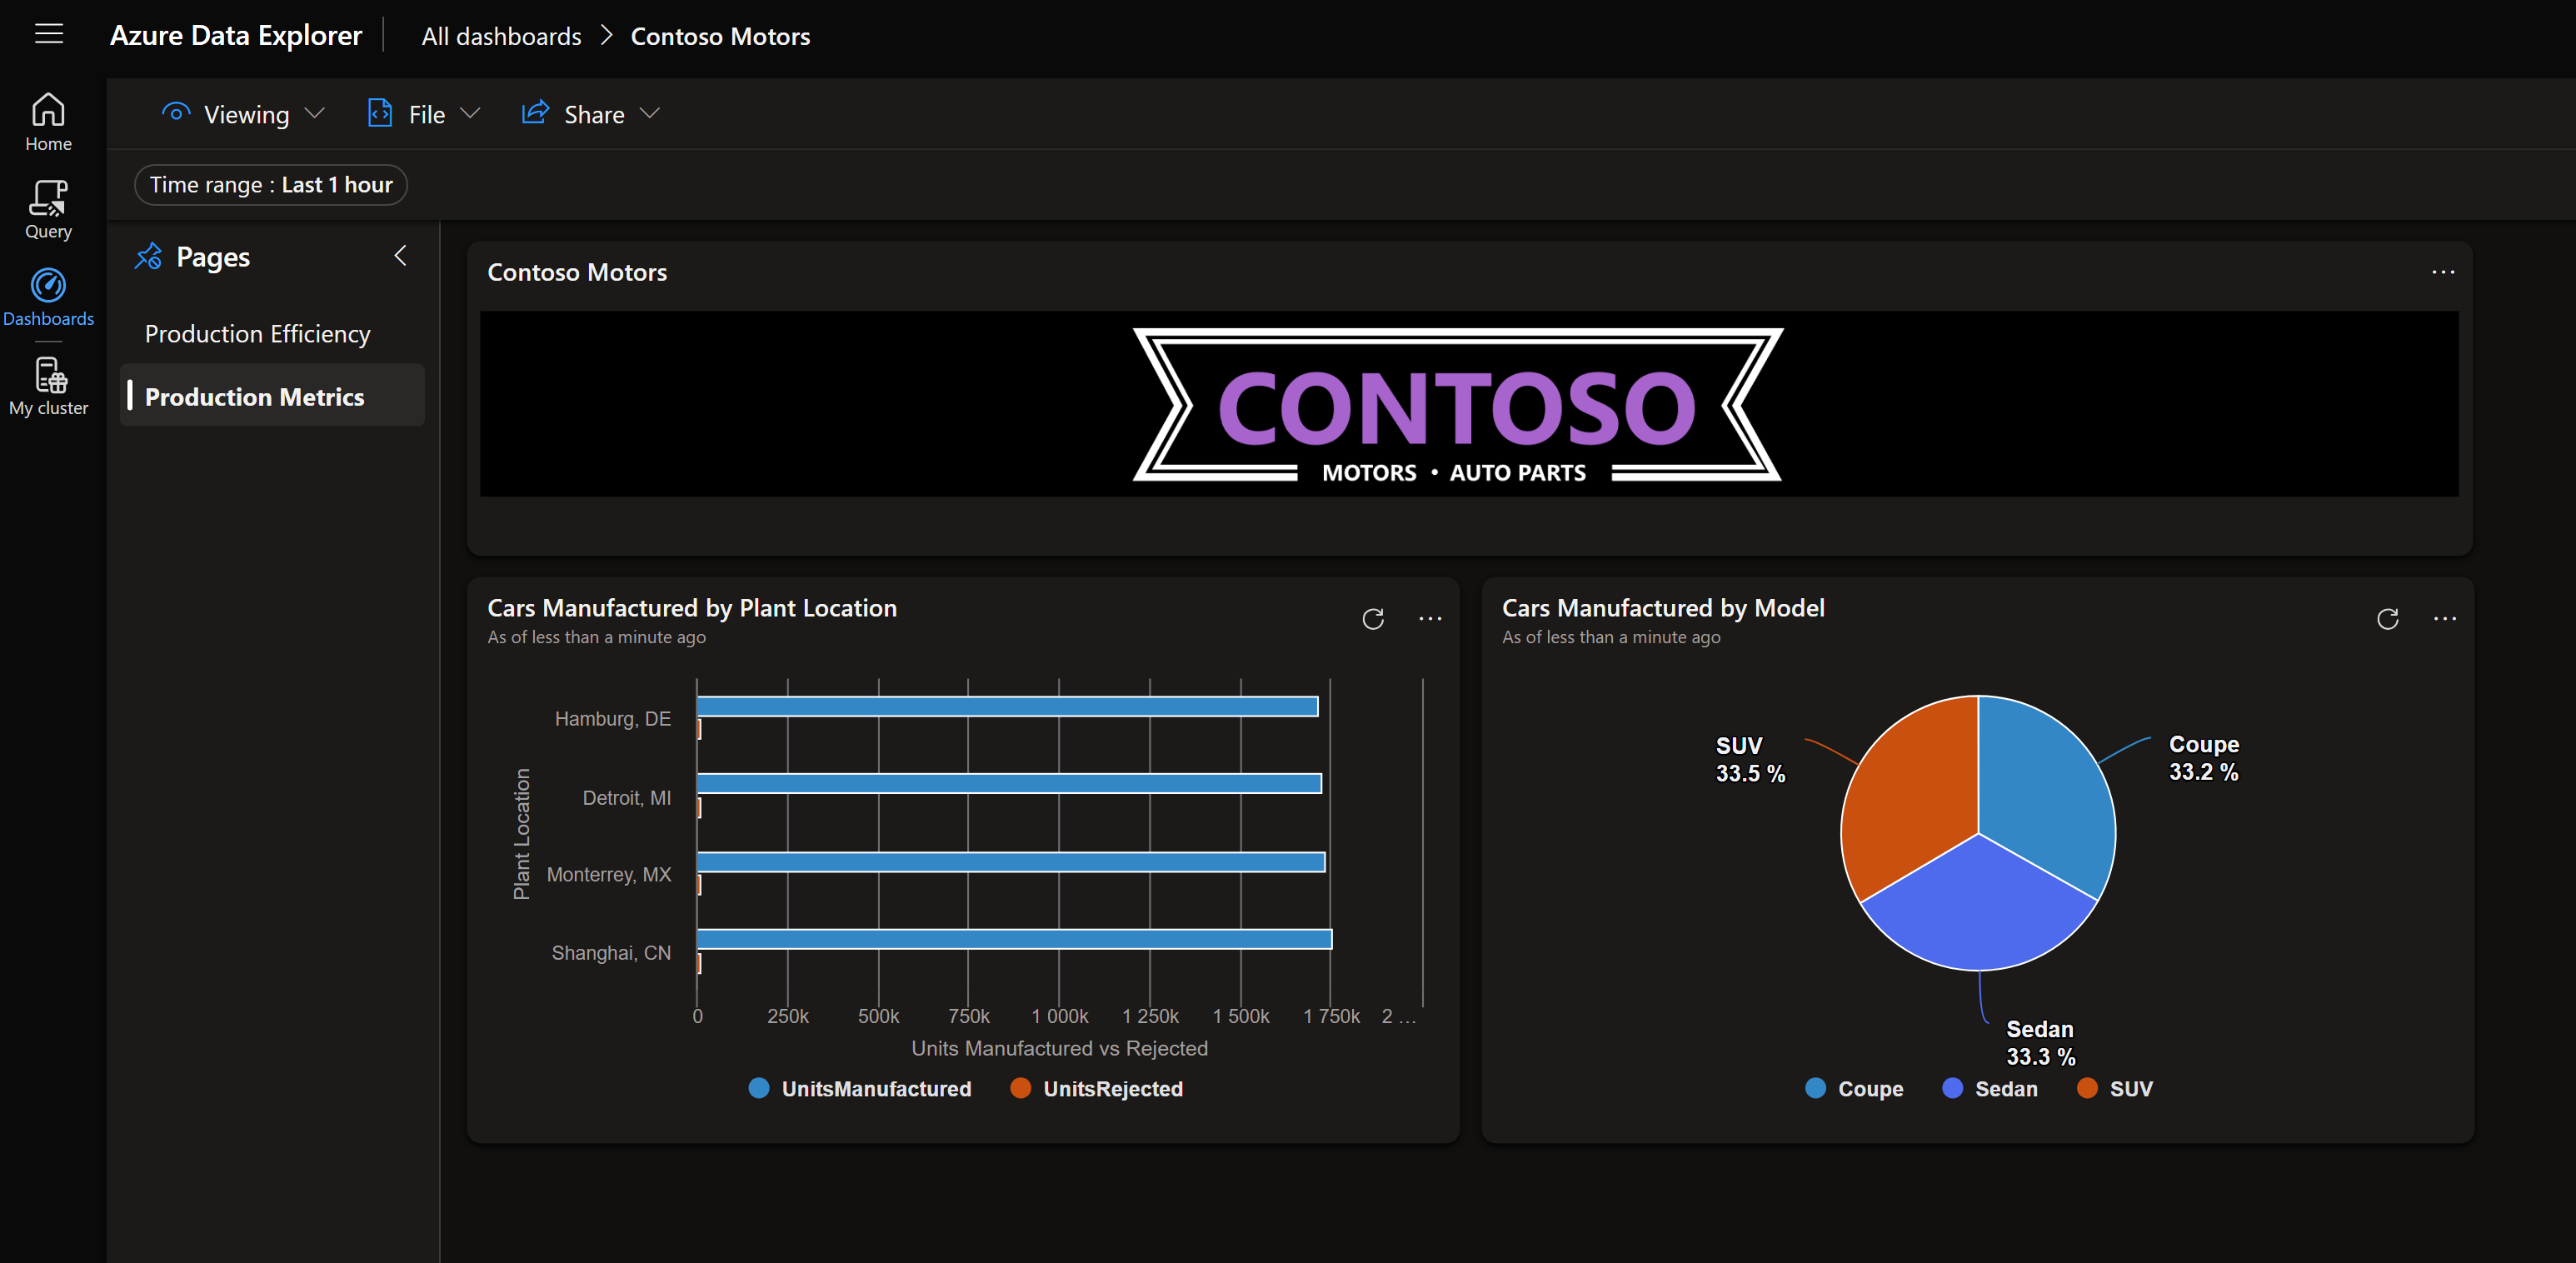 Azure Data Explorer
All dashboards > Contoso Motors
Viewing
File
Share
Time range : Last 1 hour
Home
Query
Dashboards
My cluster
Pages
Production Efficiency
Production Metrics
Contoso Motors
CONTOSO
MOTORS • AUTO PARTS
Cars Manufactured by Plant Location
As of less than a minute ago
Plant Location
Hamburg, DE
Detroit, MI
Monterrey, MX
Shanghai, CN
0 250k 500k 750k 1 000k 1 250k 1 500k 1 750k 2 ...
Units Manufactured vs Rejected
UnitsManufactured UnitsRejected
Cars Manufactured by Model
As of less than a minute ago
SUV
33.5 %
Coupe
33.2 %
Sedan
33.3 %
Coupe Sedan SUV